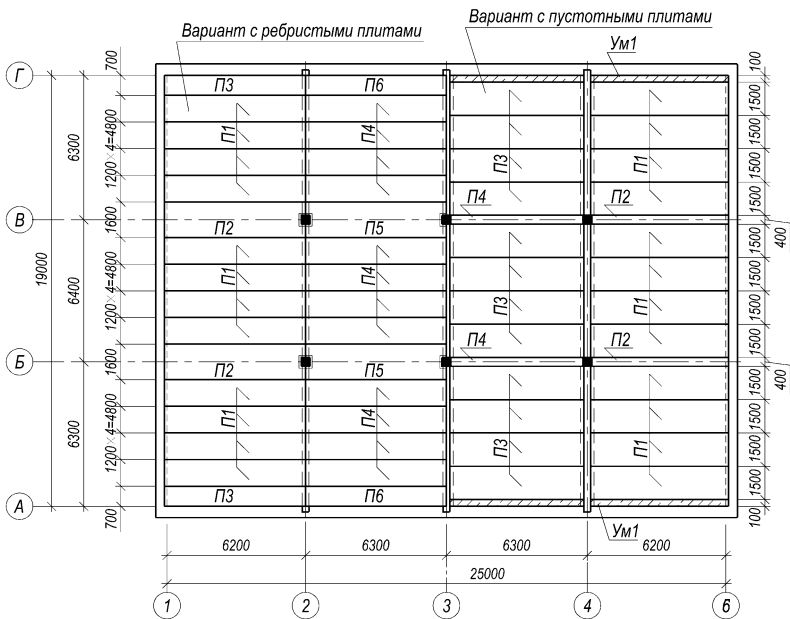 Вариант с ребристыми плитами
Вариант с пустотными плитами
Ум1
700
100
Г
П3
П6
1500
6300
1200×4=4800
П1
П4
П3
П1
1500
1500
1500
П4
П2
В
1600
П2
П5
400
19000
6400
1200×4=4800
П1
П4
П3
П1
1500
1500
1500
1500
П4
П2
Б
1600
П2
П5
400
6300
1200×4=4800
П1
П4
П3
П1
1500
1500
1500
1500
А
П3
П6
700
100
Ум1
6200
6300
6300
6200
25000
1
2
3
4
6